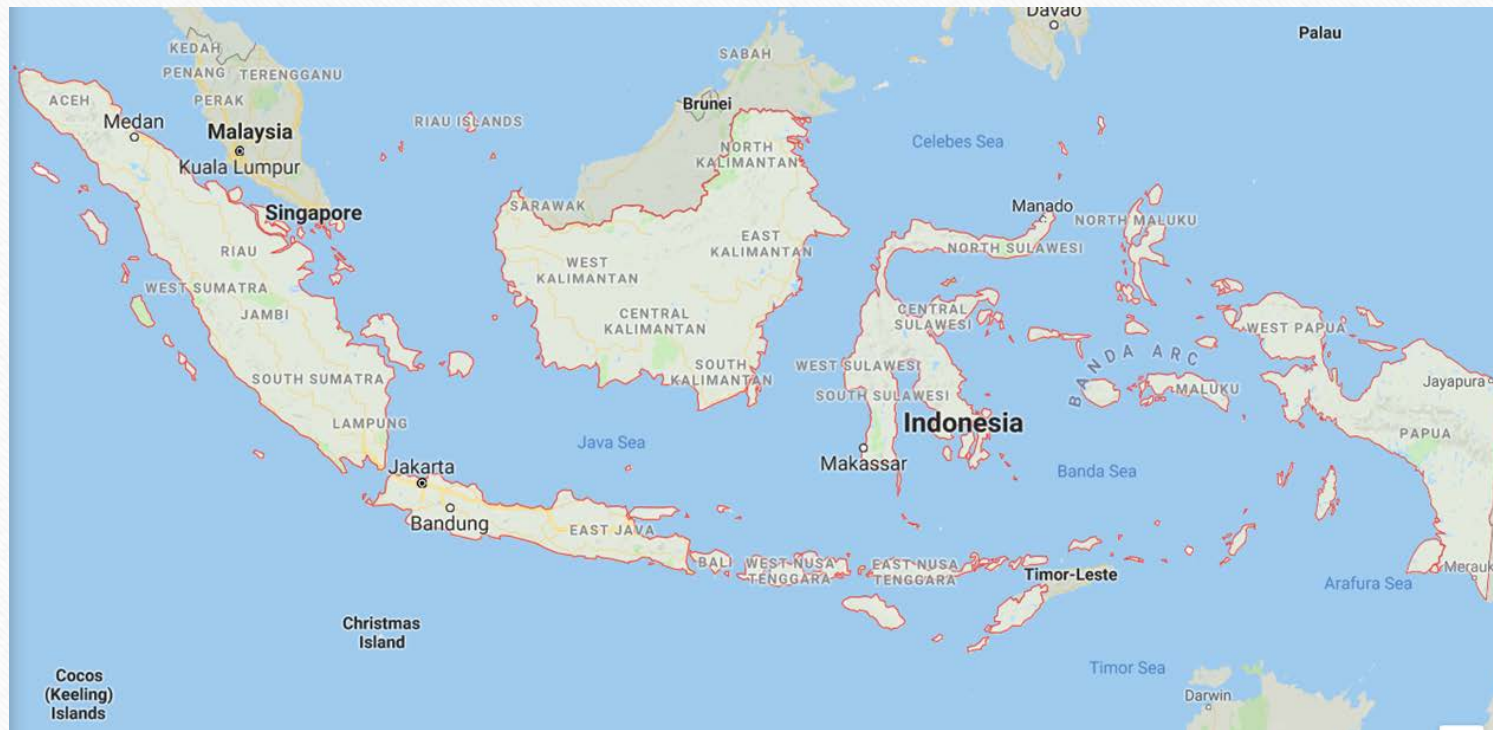 Davao
Palau
KEDAH
PENANG
TERENGGANU
SABAH
ACEH
PERAK
Brunei
Medan
Malaysia
RIAU ISLANDS
Celebes Sea
Kuala Lumpur
NORTH
KALIMANTAN
SARAWAK
Singapore
Manado
NORTH MALUKU
RIAU
EAST
KALIMANTAN
NORTH SULAWESI
WEST
KALIMANTAN
WEST SUMATRA
JAMBI
CENTRAL
KALIMANTAN
CENTRAL
SULAWESI
WEST PAPUA
BANDA ARC
SOUTH SUMATRA
SOUTH
KALIMANTAN
WEST SULAWESI
SOUTH SULAWESI
MALUKU
Jayapura
LAMPUNG
Indonesia
PAPUA
Java Sea
Jakarta
Makassar
Banda Sea
Bandung
EAST JAVA
BALI
WEST NUSA
TENGGARA
EAST NUSA
TENGGARA
Timor-Leste
Merauk
Arafura Sea
Christmas
Island
Timor Sea
Cocos
(Keeling)
Islands
Darwin